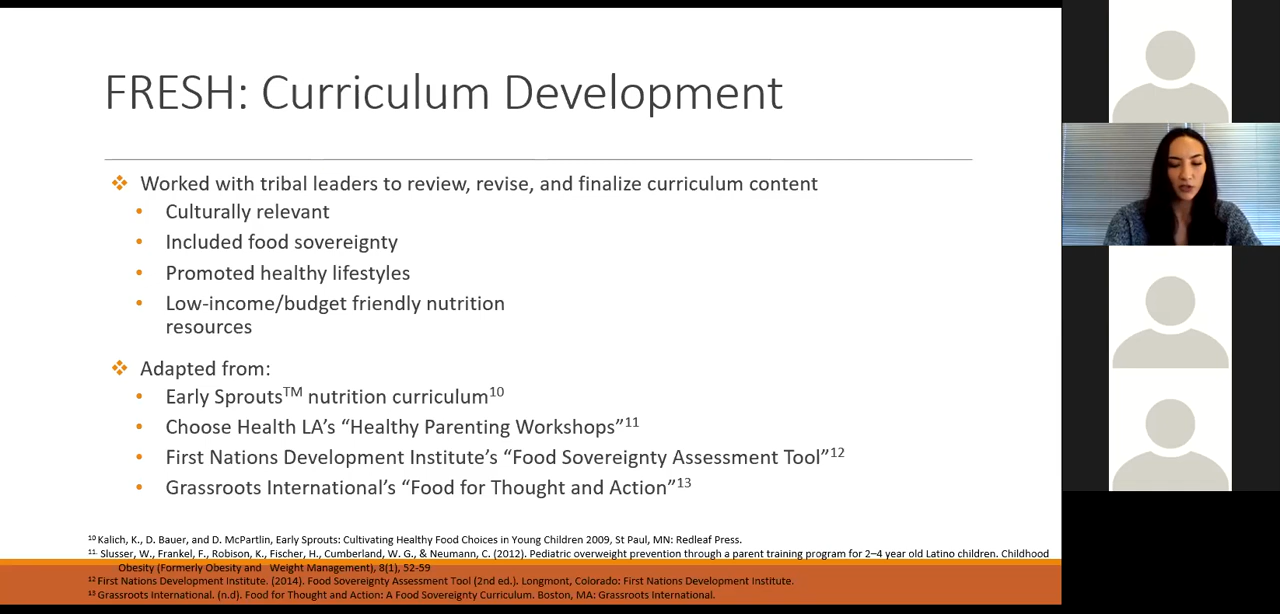 FRESH: Curriculum Development
❖ Worked with tribal leaders to review, revise, and finalize curriculum content
• Culturally relevant
• Included food sovereignty
• Promoted healthy lifestyles
• Low-income/budget friendly nutrition
resources
❖ Adapted from:
• Early Sprouts™ nutrition curriculum¹⁰
• Choose Health LA’s “Healthy Parenting Workshops”¹¹
• First Nations Development Institute’s “Food Sovereignty Assessment Tool”¹²
• Grassroots International’s “Food for Thought and Action”¹³
¹⁰ Kalich, K., D. Bauer, and D. McPartlin, Early Sprouts: Cultivating Healthy Food Choices in Young Children 2009, St Paul, MN: Redleaf Press.
¹¹· Slusser, W., Frankel, F., Robison, K., Fischer, H., Cumberland, W. G., & Neumann, C. (2012). Pediatric overweight prevention through a parent training program for 2–4 year old Latino children. Childhood
Obesity (Formerly Obesity and Weight Management), 8(1), 52-59
¹² First Nations Development Institute. (2014). Food Sovereignty Assessment Tool (2nd ed.). Longmont, Colorado: First Nations Development Institute.
¹³ Grassroots International. (n.d). Food for Thought and Action: A Food Sovereignty Curriculum. Boston, MA: Grassroots International.